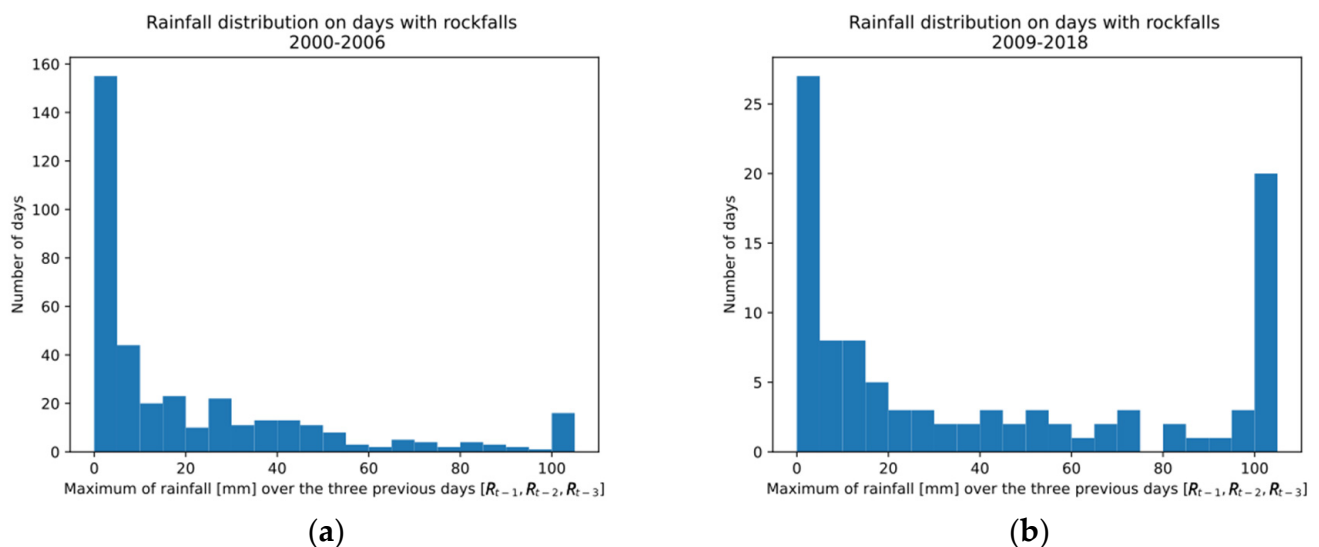 Rainfall distribution on days with rockfalls
2000-2006
160
140
120
100
80
60
40
20
0
Number of days
0 20 40 60 80 100
Maximum of rainfall [mm] over the three previous days [R_{t−1}, R_{t−2}, R_{t−3}]
(a)
Rainfall distribution on days with rockfalls
2009-2018
25
20
15
10
5
0
Number of days
0 20 40 60 80 100
Maximum of rainfall [mm] over the three previous days [R_{t−1}, R_{t−2}, R_{t−3}]
(b)